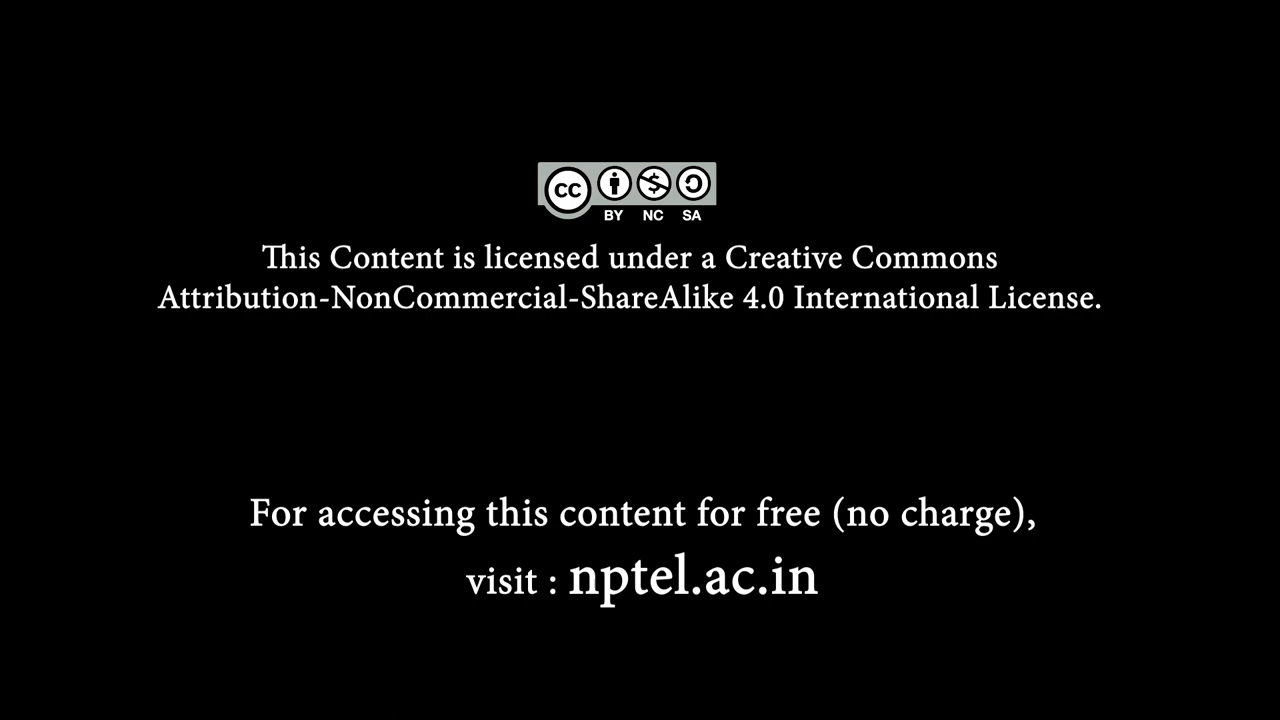 cc
BY NC SA
This Content is licensed under a Creative Commons
Attribution-NonCommercial-ShareAlike 4.0 International License.
For accessing this content for free (no charge),
visit : nptel.ac.in